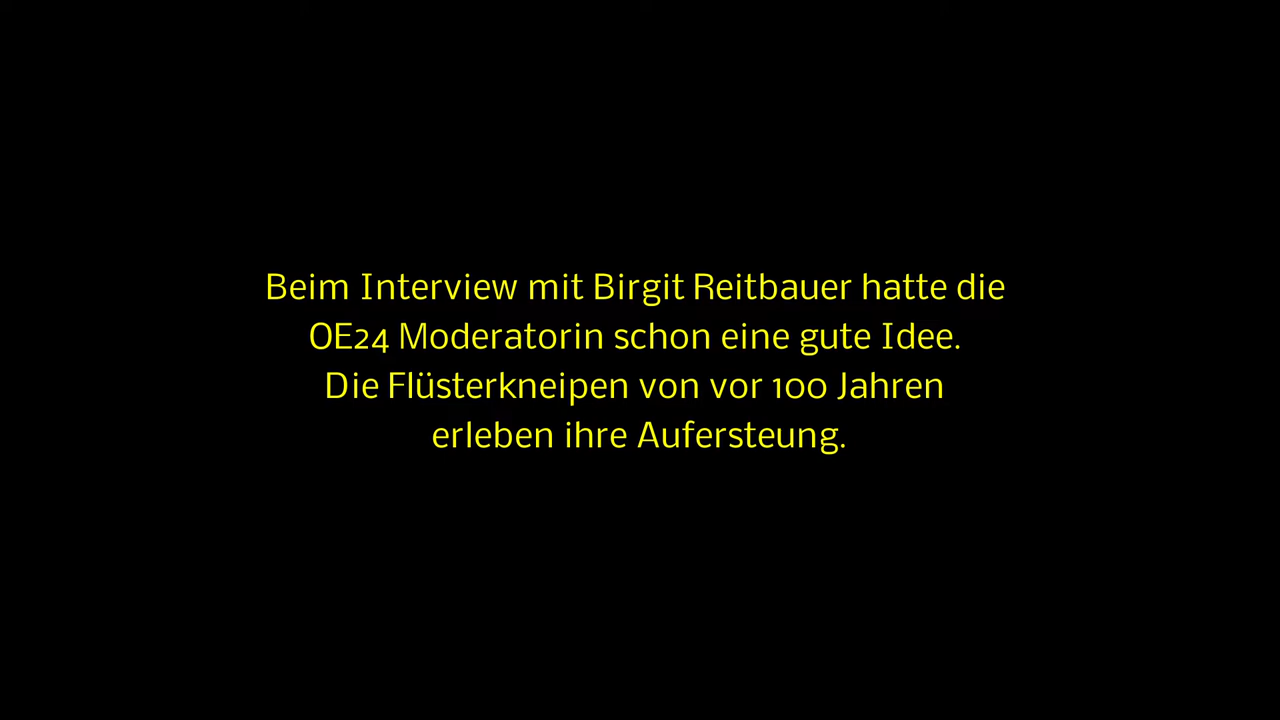 Beim Interview mit Birgit Reitbauer hatte die
OE24 Moderatorin schon eine gute Idee.
Die Flüsterkneipen von vor 100 Jahren
erleben ihre Aufersteung.